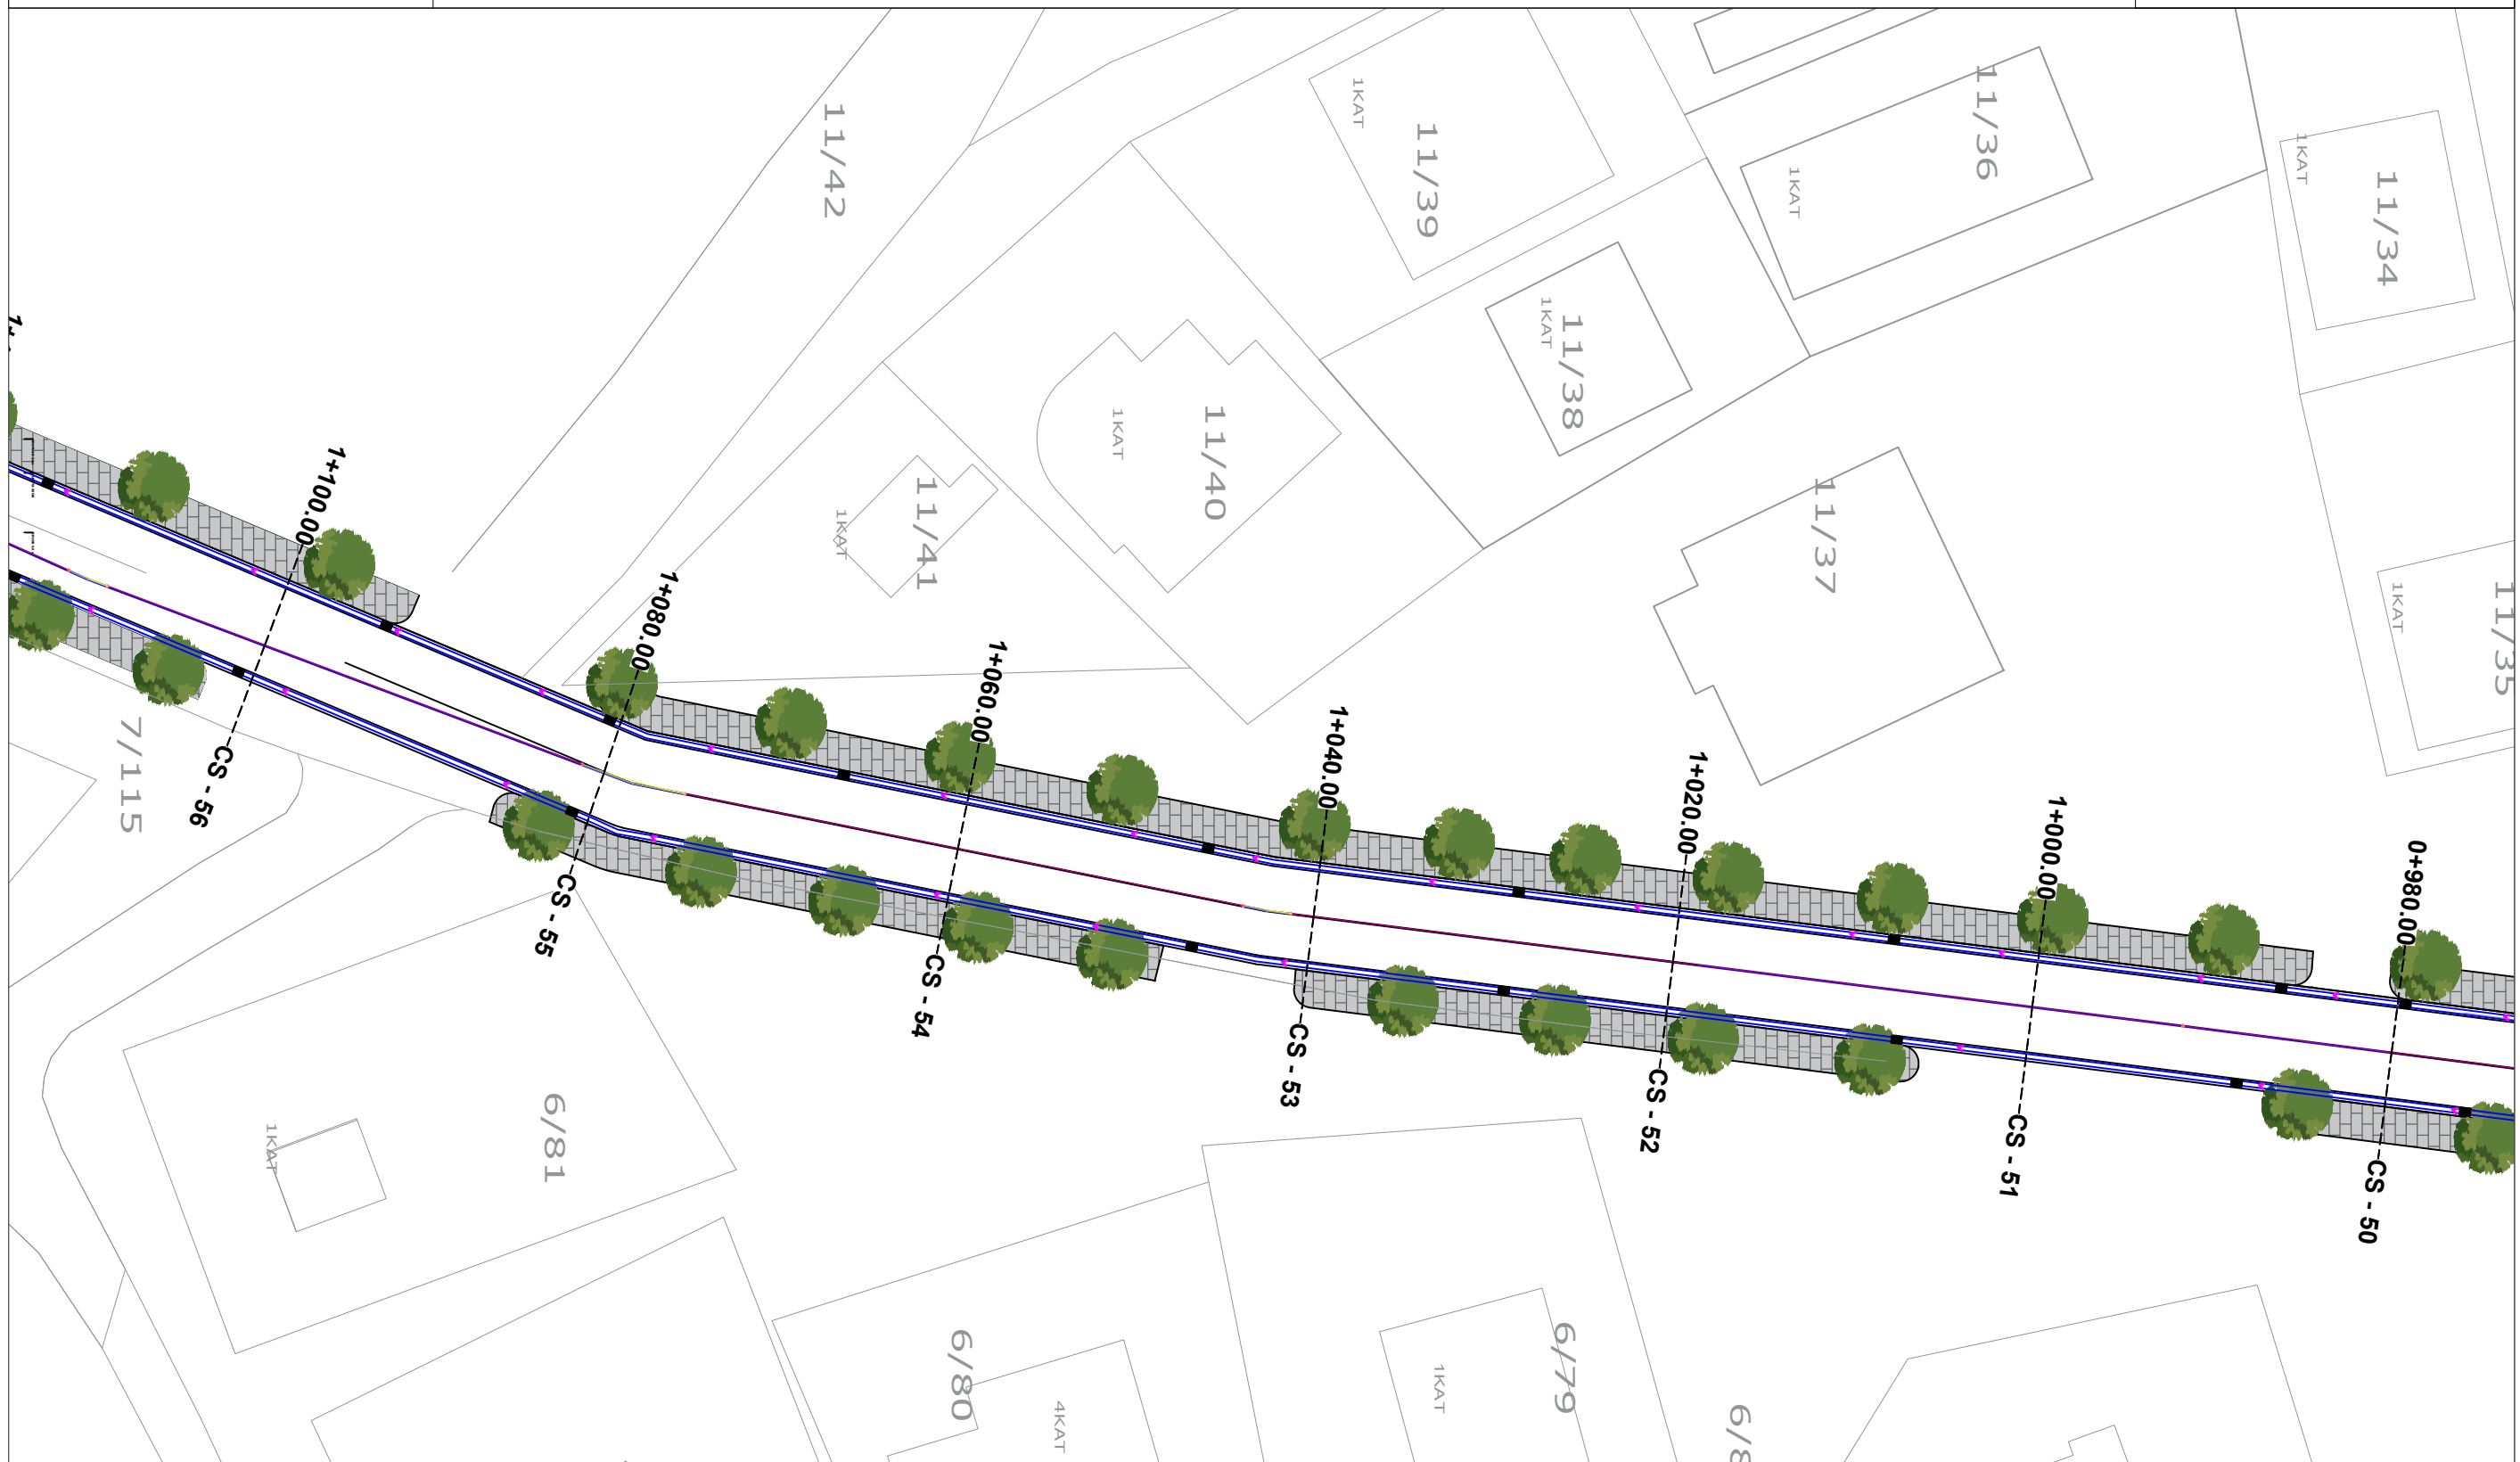 11/42
1KAT
11/39
11/36
1KAT
1KAT
11/34
1KAT
11/38
1KAT
11/40
11/41
1KAT
11/37
11/35
1KAT
1+100.00
1+080.00
1+060.00
1+040.00
1+020.00
1+000.00
0+980.00
7/115
CS - 56
CS - 55
CS - 54
CS - 53
CS - 52
CS - 51
CS - 50
6/81
1KAT
6/80
4KAT
6/79
1KAT